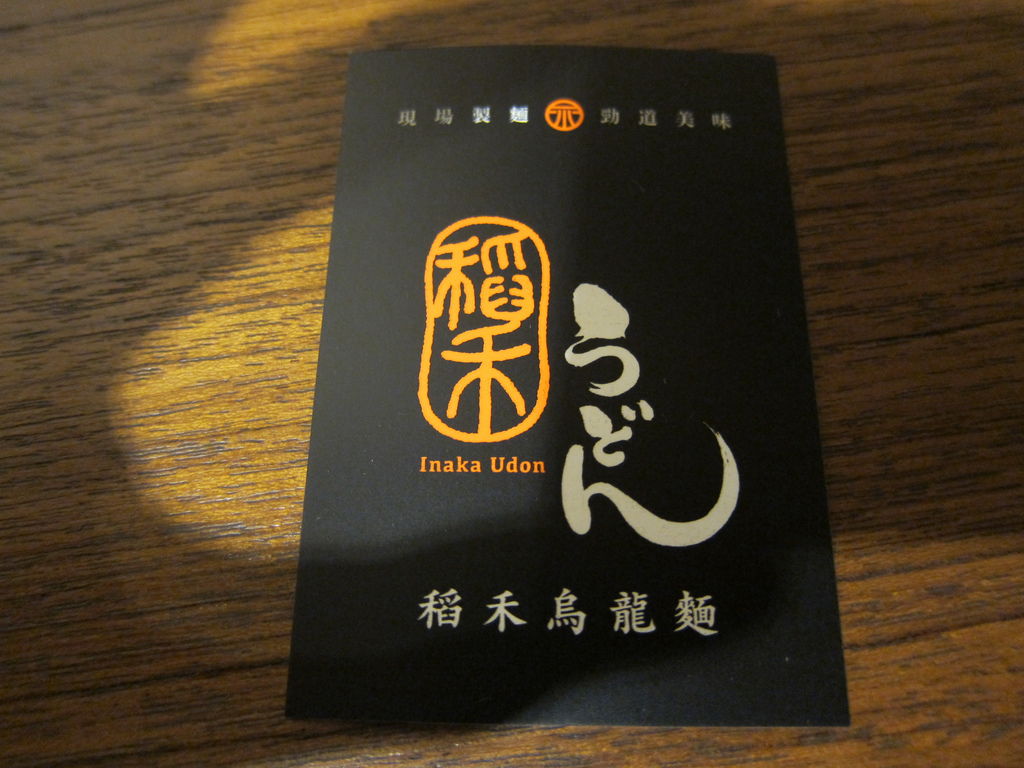 現場製麵 勁道美味
稻禾
Inaka Udon
うどん
稻禾烏龍麵